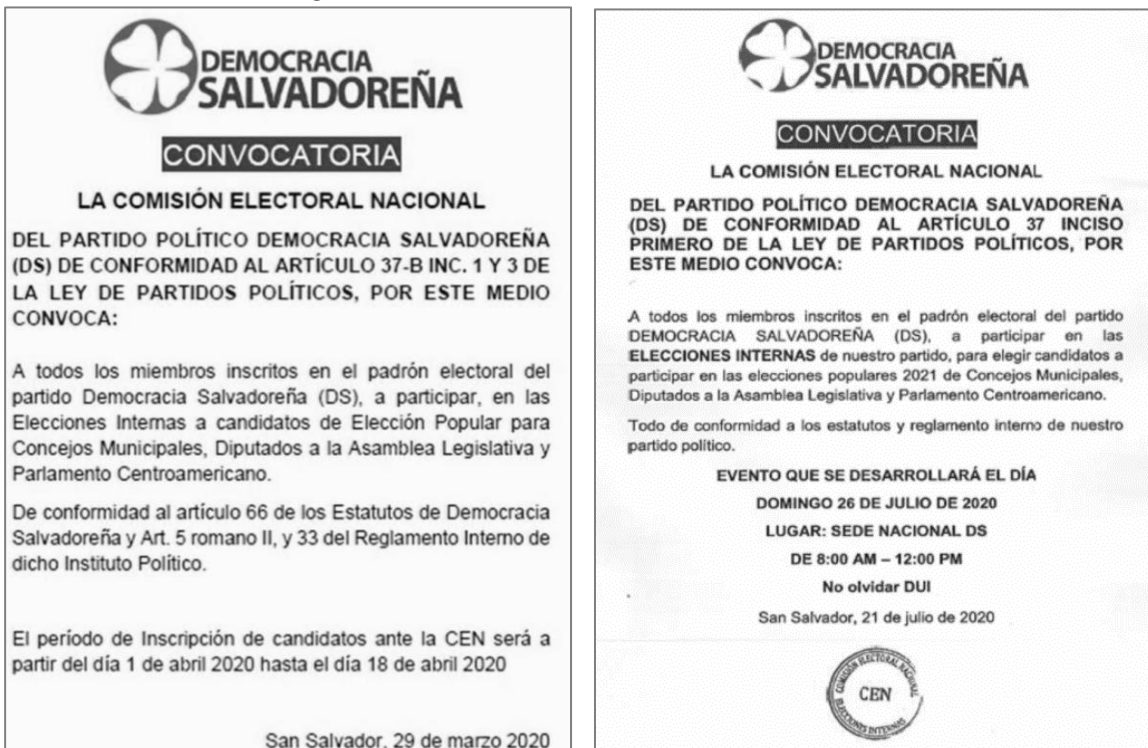 DEMOCRACIA
SALVADOREÑA
CONVOCATORIA
LA COMISIÓN ELECTORAL NACIONAL
DEL PARTIDO POLÍTICO DEMOCRACIA SALVADOREÑA
(DS) DE CONFORMIDAD AL ARTÍCULO 37-B INC. 1 Y 3 DE
LA LEY DE PARTIDOS POLÍTICOS, POR ESTE MEDIO
CONVOCA:
A todos los miembros inscritos en el padrón electoral del
partido Democracia Salvadoreña (DS), a participar, en las
Elecciones Internas a candidatos de Elección Popular para
Concejos Municipales, Diputados a la Asamblea Legislativa y
Parlamento Centroamericano.
De conformidad al artículo 66 de los Estatutos de Democracia
Salvadoreña y Art. 5 romano II, y 33 del Reglamento Interno de
dicho Instituto Político.
El período de Inscripción de candidatos ante la CEN será a
partir del día 1 de abril 2020 hasta el día 18 de abril 2020
San Salvador, 29 de marzo 2020
DEMOCRACIA
SALVADOREÑA
CONVOCATORIA
LA COMISIÓN ELECTORAL NACIONAL
DEL PARTIDO POLÍTICO DEMOCRACIA SALVADOREÑA
(DS) DE CONFORMIDAD AL ARTÍCULO 37 INCISO
PRIMERO DE LA LEY DE PARTIDOS POLÍTICOS, POR
ESTE MEDIO CONVOCA:
A todos los miembros inscritos en el padrón electoral del partido
DEMOCRACIA SALVADOREÑA (DS), a participar en las
ELECCIONES INTERNAS de nuestro partido, para elegir candidatos a
participar en las elecciones populares 2021 de Concejos Municipales,
Diputados a la Asamblea Legislativa y Parlamento Centroamericano.
Todo de conformidad a los estatutos y reglamento interno de nuestro
partido político.
EVENTO QUE SE DESARROLLARÁ EL DÍA
DOMINGO 26 DE JULIO DE 2020
LUGAR: SEDE NACIONAL DS
DE 8:00 AM – 12:00 PM
No olvidar DUI
San Salvador, 21 de julio de 2020
COMISIÓN ELECTORAL NACIONAL
CEN
ELECCIONES INTERNAS